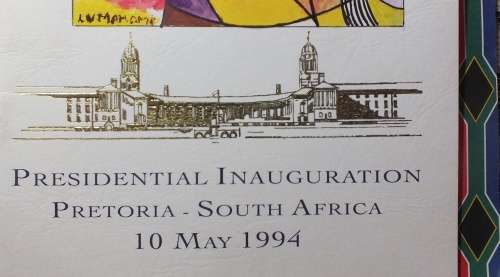 PRESIDENTIAL INAUGURATION
PRETORIA - SOUTH AFRICA
10 MAY 1994